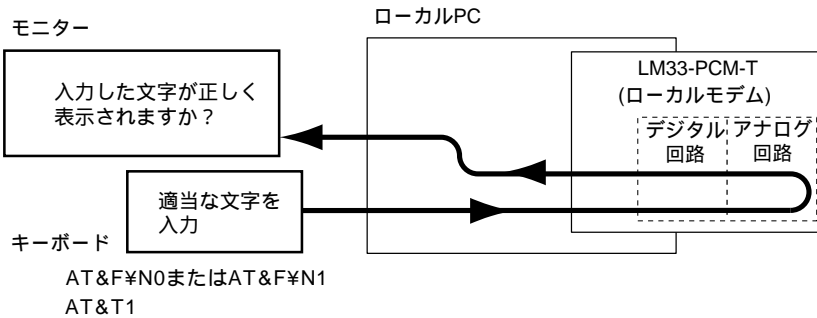 モニター
入力した文字が正しく
表示されますか？
ローカルPC
LM33-PCM-T
(ローカルモデム)
デジタル
回路
アナログ
回路
適当な文字を
入力
キーボード
AT&F¥N0またはAT&F¥N1
AT&T1